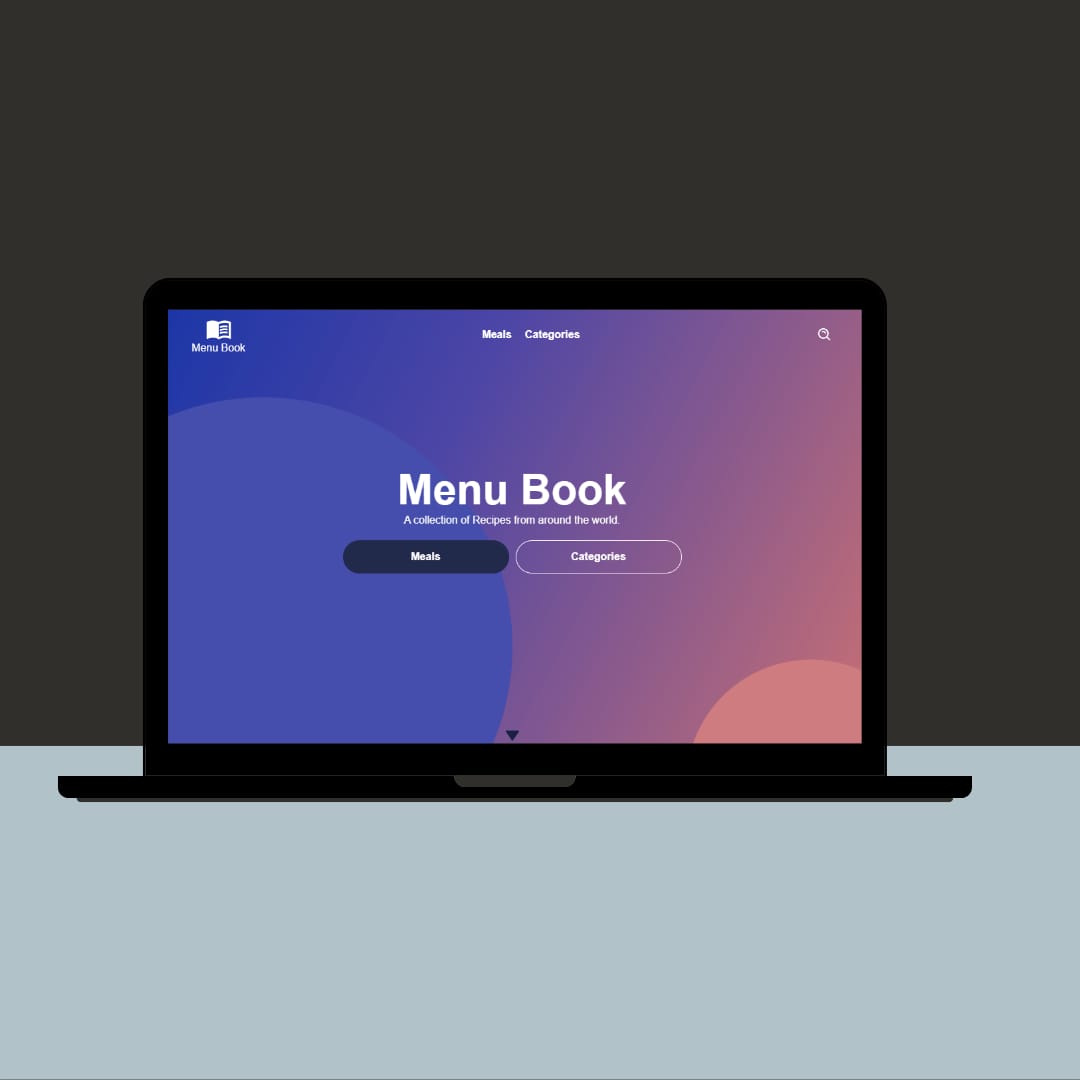 Menu Book
Meals Categories
Menu Book
A collection of Recipes from around the world.
Meals Categories